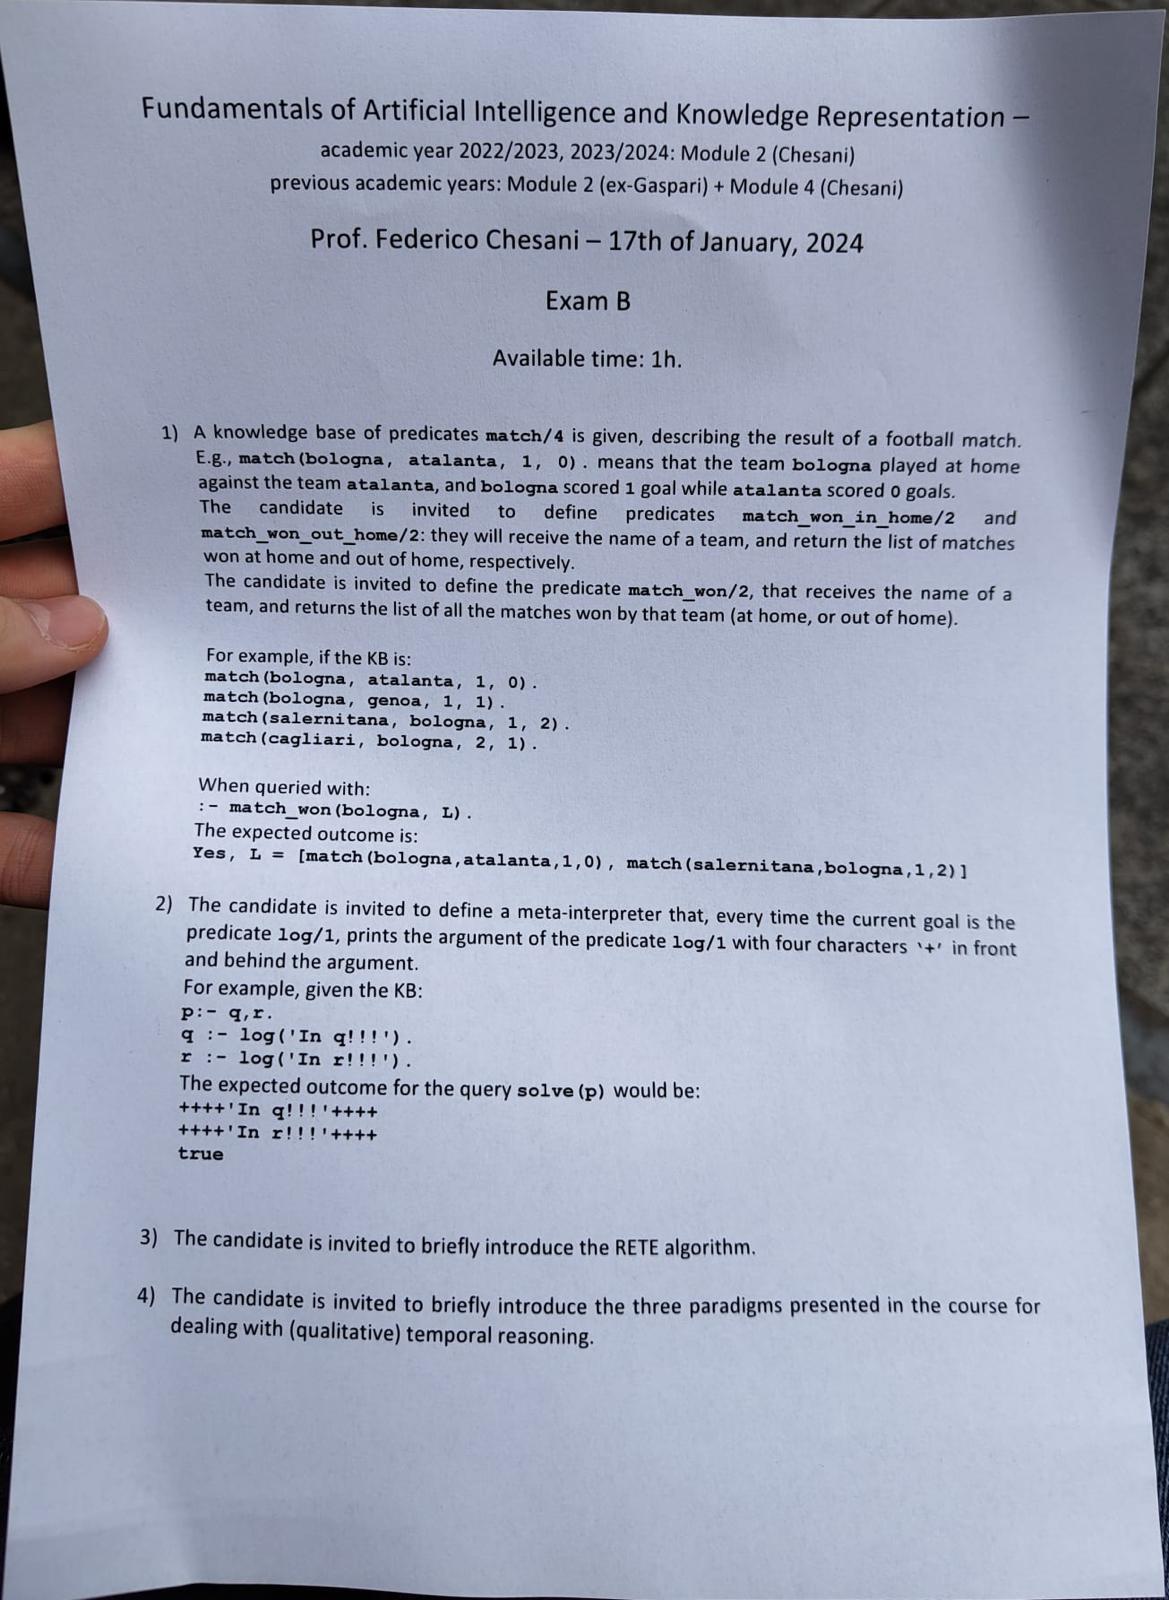 Fundamentals of Artificial Intelligence and Knowledge Representation –
academic year 2022/2023, 2023/2024: Module 2 (Chesani)
previous academic years: Module 2 (ex-Gaspari) + Module 4 (Chesani)
Prof. Federico Chesani – 17th of January, 2024
Exam B
Available time: 1h.
1) A knowledge base of predicates match/4 is given, describing the result of a football match.
E.g., match(bologna, atalanta, 1, 0). means that the team bologna played at home
against the team atalanta, and bologna scored 1 goal while atalanta scored 0 goals.
The candidate is invited to define predicates match_won_in_home/2 and
match_won_out_home/2: they will receive the name of a team, and return the list of matches
won at home and out of home, respectively.
The candidate is invited to define the predicate match_won/2, that receives the name of a
team, and returns the list of all the matches won by that team (at home, or out of home).
For example, if the KB is:
match(bologna, atalanta, 1, 0).
match(bologna, genoa, 1, 1).
match(salernitana, bologna, 1, 2).
match(cagliari, bologna, 2, 1).
When queried with:
:- match_won(bologna, L).
The expected outcome is:
Yes, L = [match(bologna,atalanta,1,0), match(salernitana,bologna,1,2)]
2) The candidate is invited to define a meta-interpreter that, every time the current goal is the
predicate log/1, prints the argument of the predicate log/1 with four characters '+' in front
and behind the argument.
For example, given the KB:
p:- q,r.
q :- log('In q!!!').
r :- log('In r!!!').
The expected outcome for the query solve(p) would be:
++++'In q!!!'++++
++++'In r!!!'++++
true
3) The candidate is invited to briefly introduce the RETE algorithm.
4) The candidate is invited to briefly introduce the three paradigms presented in the course for
dealing with (qualitative) temporal reasoning.